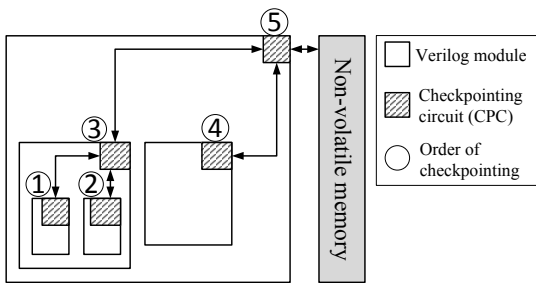 5
3
4
1
2
Non-volatile memory
Verilog module
Checkpointing
circuit (CPC)
Order of
checkpointing